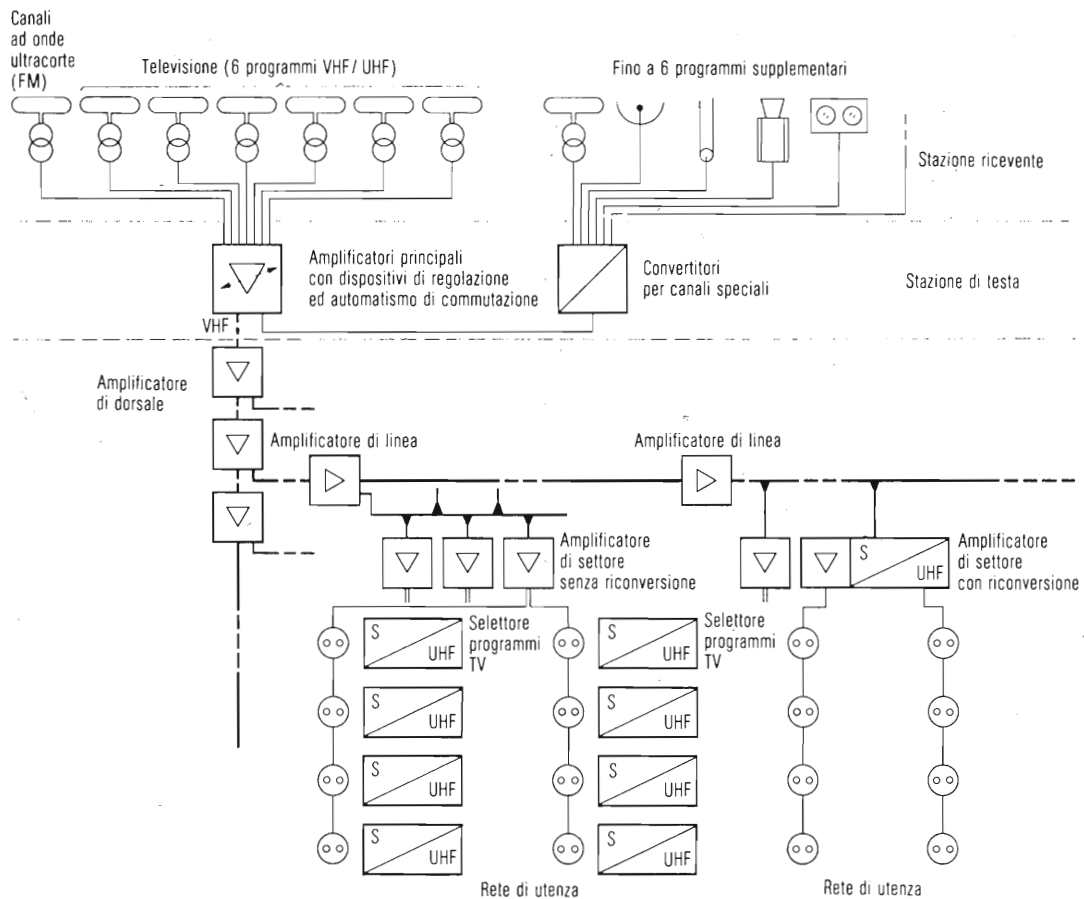 Canali
ad onde
ultracorte
(FM)
Televisione (6 programmi VHF/UHF)
Fino a 6 programmi supplementari
Stazione ricevente
Amplificatori principali
con dispositivi di regolazione
ed automatismo di commutazione
Convertitori
per canali speciali
Stazione di testa
VHF
Amplificatore
di dorsale
Amplificatore di linea
Amplificatore di linea
Amplificatore
di settore
senza riconversione
S
UHF
Amplificatore
di settore
con riconversione
S
UHF
Selettore
programmi
TV
S
UHF
Selettore
programmi
TV
S
UHF
S
UHF
S
UHF
S
UHF
S
UHF
S
UHF
Rete di utenza
Rete di utenza